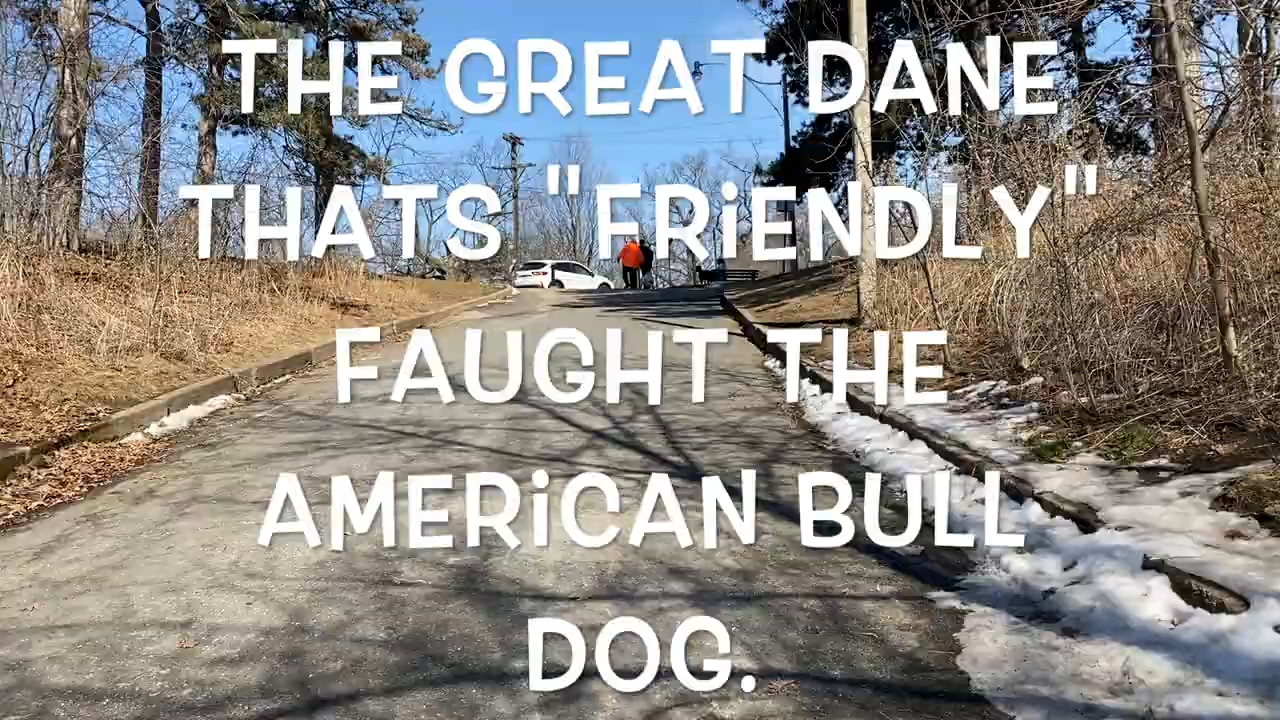 THE GREAT DANE
THATS "FRiENDLY"
FAUGHT THE
AMERiCAN BULL
DOG.